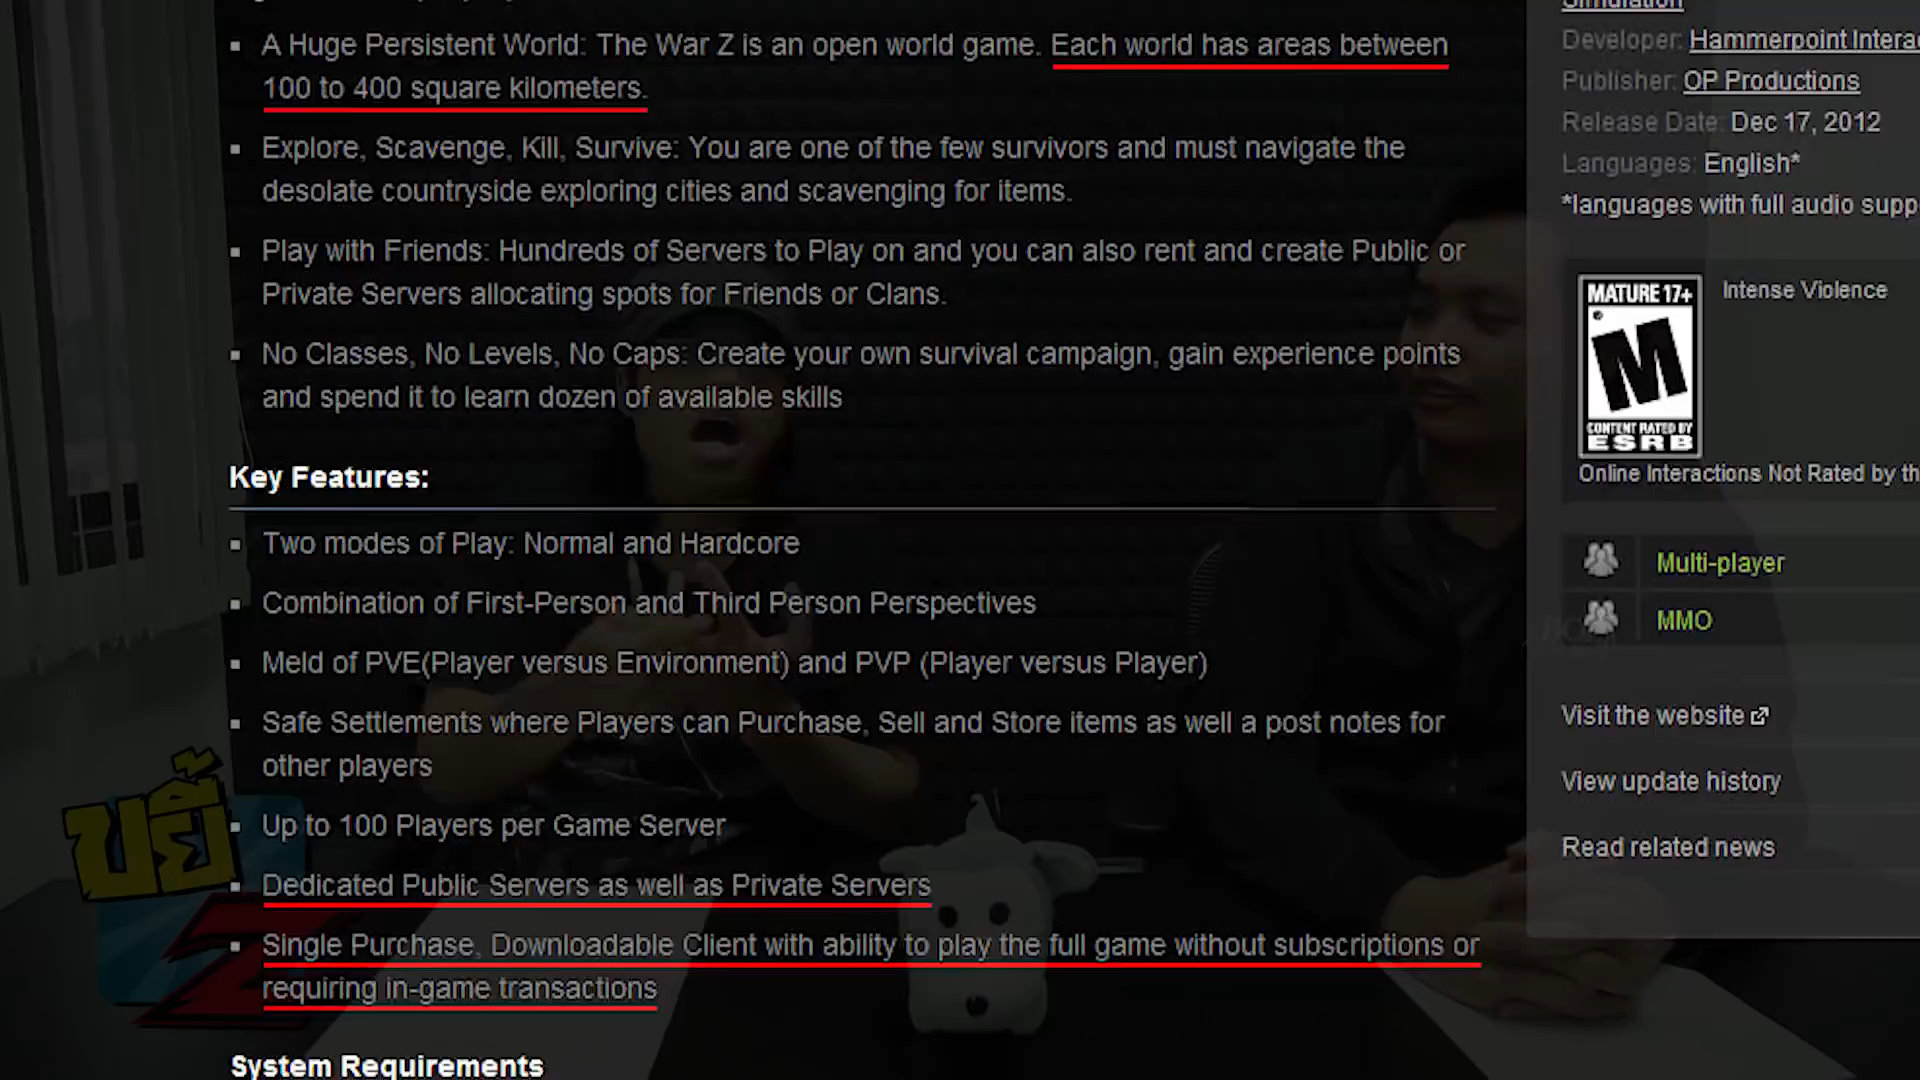 A Huge Persistent World: The War Z is an open world game. Each world has areas between
100 to 400 square kilometers.
Explore, Scavenge, Kill, Survive: You are one of the few survivors and must navigate the
desolate countryside exploring cities and scavenging for items.
Play with Friends: Hundreds of Servers to Play on and you can also rent and create Public or
Private Servers allocating spots for Friends or Clans.
No Classes, No Levels, No Caps: Create your own survival campaign, gain experience points
and spend it to learn dozen of available skills
Key Features:
Two modes of Play: Normal and Hardcore
Combination of First-Person and Third Person Perspectives
Meld of PVE(Player versus Environment) and PVP (Player versus Player)
Safe Settlements where Players can Purchase, Sell and Store items as well a post notes for
other players
Up to 100 Players per Game Server
Dedicated Public Servers as well as Private Servers
Single Purchase, Downloadable Client with ability to play the full game without subscriptions or
requiring in-game transactions
System Requirements
Simulation
Developer: Hammerpoint Intera
Publisher: OP Productions
Release Date: Dec 17, 2012
Languages: English*
*languages with full audio supp
MATURE 17+
M
CONTENT RATED BY
ESRB
Intense Violence
Online Interactions Not Rated by th
Multi-player
MMO
Visit the website
View update history
Read related news
ขยี้
Z